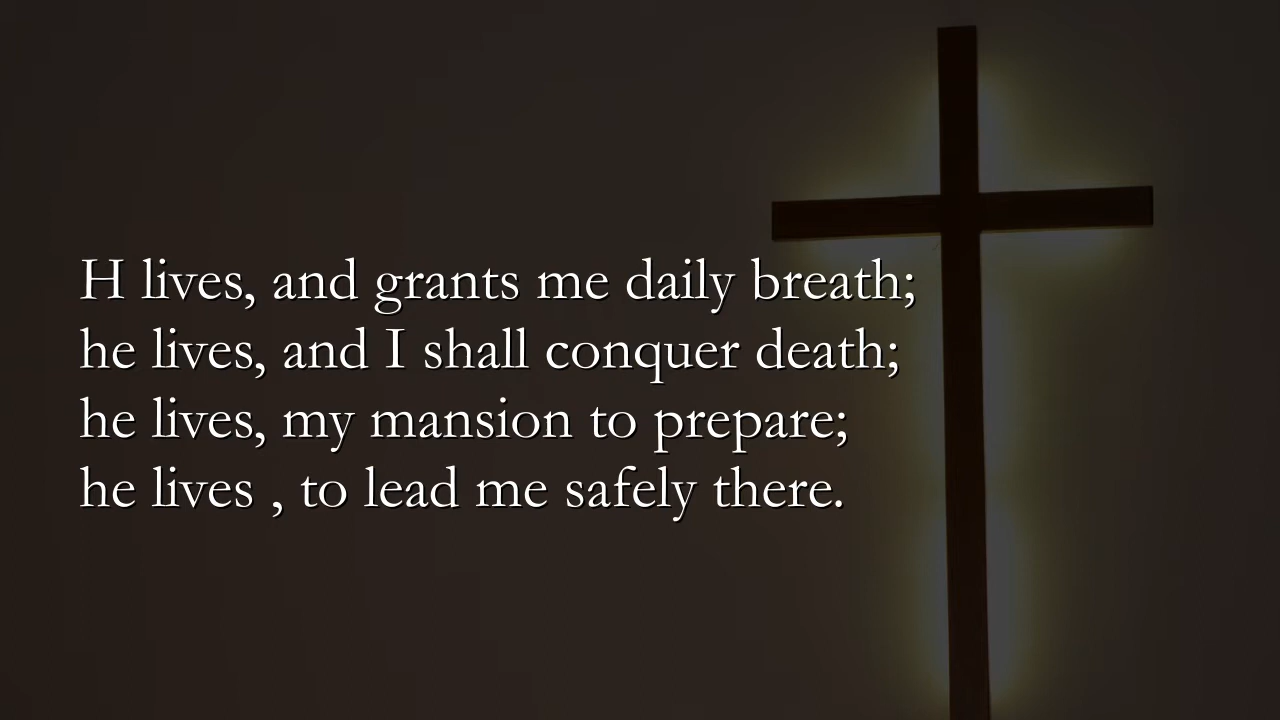 H lives, and grants me daily breath;
he lives, and I shall conquer death;
he lives, my mansion to prepare;
he lives , to lead me safely there.